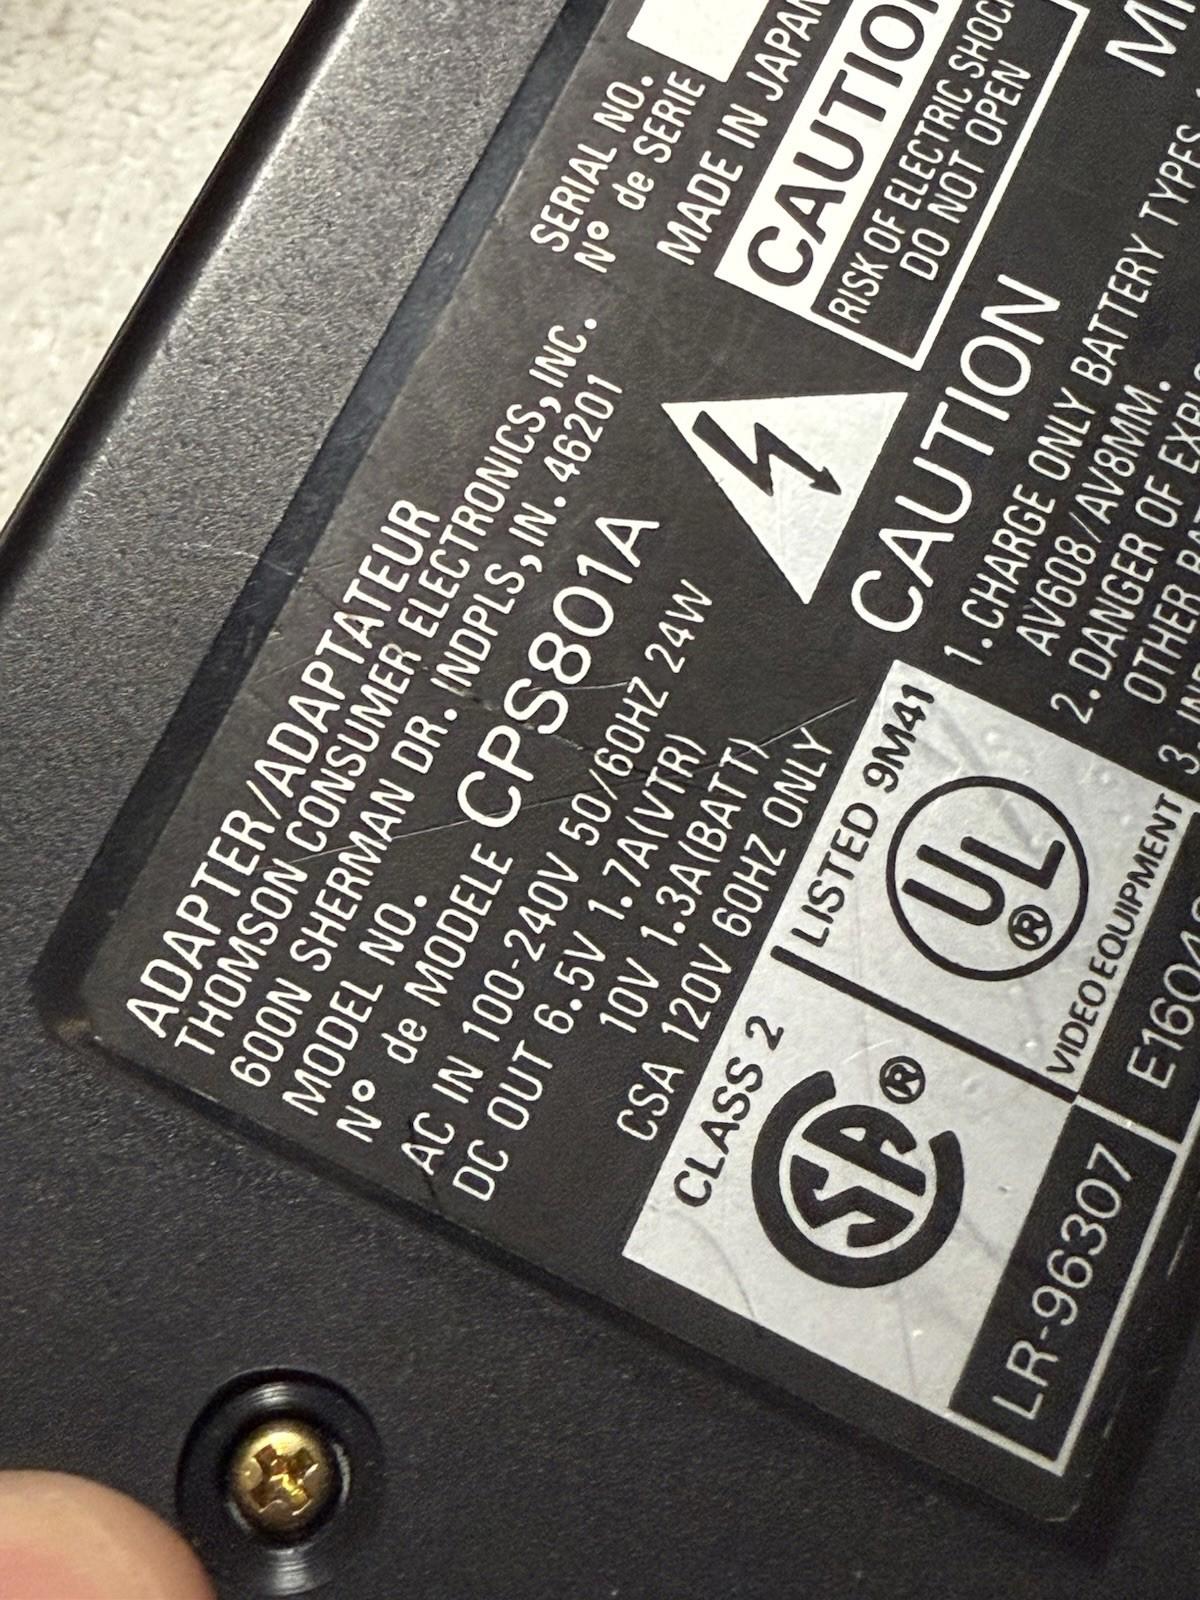 ADAPTER/ADAPTATEUR
THOMSON CONSUMER ELECTRONICS, INC.
600N SHERMAN DR. INDPLS, IN. 46201
MODEL NO.
N° de MODELE CPS801A
AC IN 100-240V 50/60HZ 24W
DC OUT 6.5V 1.7A(VTR)
10V 1.3A(BATT)
CSA 120V 60HZ ONLY
SERIAL NO.
N° de SERIE
MADE IN JAPAN
CAUTION
RISK OF ELECTRIC SHOCK
DO NOT OPEN
CAUTION
1. CHARGE ONLY BATTERY TYPES
AV608/AV8MM.
2. DANGER OF
OTHER
3.
CLASS 2
SA®
LR-96307
LISTED 9M41
UL®
VIDEO EQUIPMENT